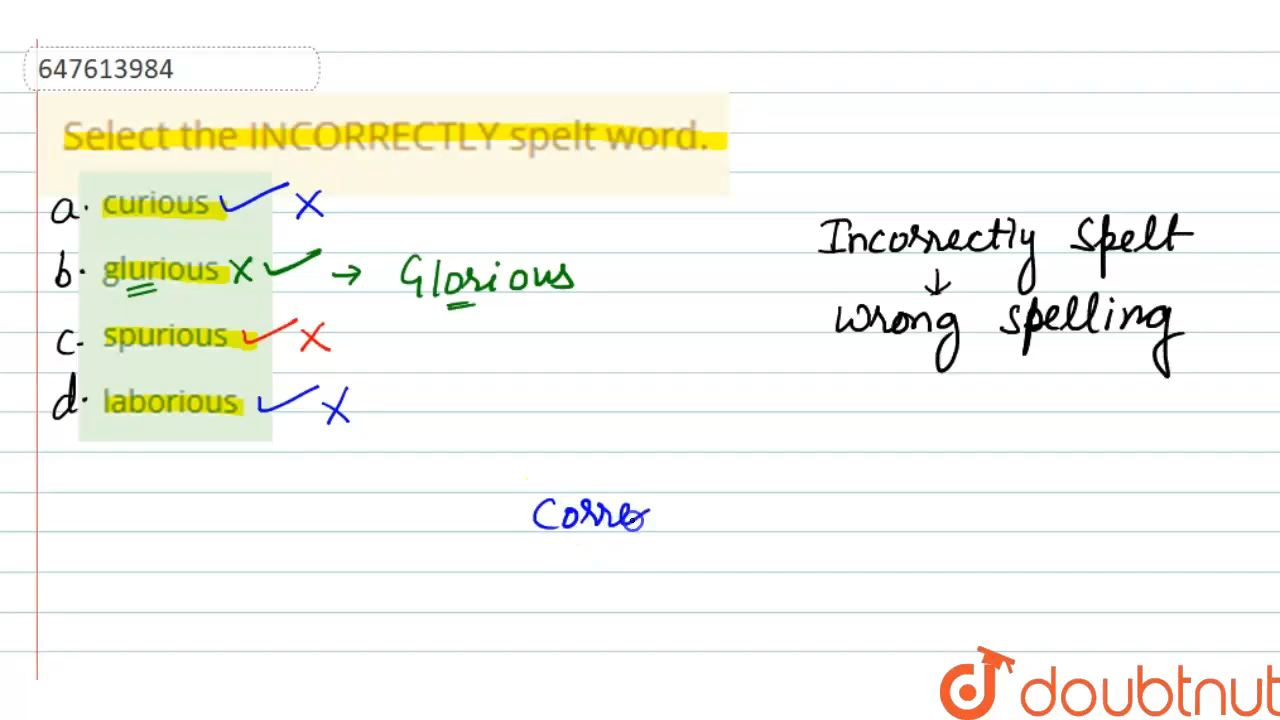 647613984
Select the INCORRECTLY spelt word.
a. curious ✓ X
b. glurious X ✓ → Glorious
c. spurious ✓ X
d. laborious ✓ X
Incorrectly spelt
↓
wrong spelling
Corre
doubtnut